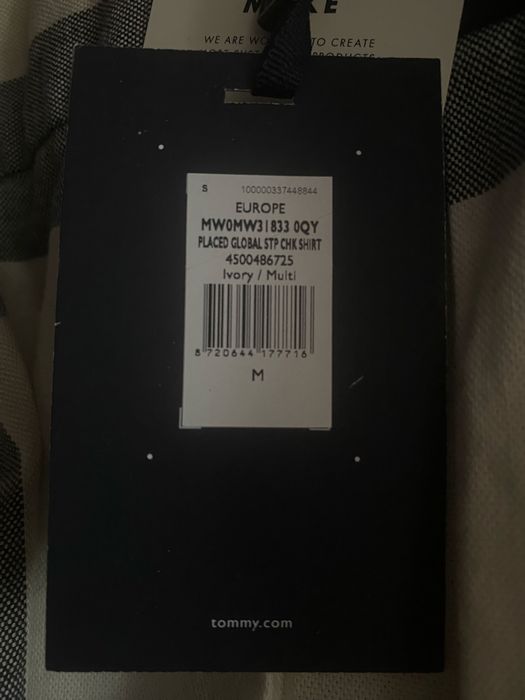 WE ARE TO CREATE
S 100000337448844
EUROPE
MW0MW31833 0QY
PLACED GLOBAL STP CHK SHIRT
4500486725
Ivory / Multi
8 720644 177716
M
tommy.com